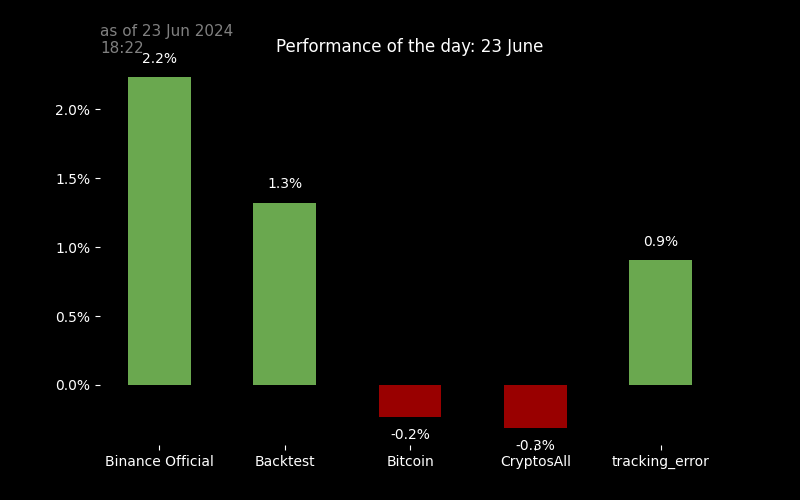 as of 23 Jun 2024
18:22
Performance of the day: 23 June
2.2%
1.3%
0.9%
-0.2%
-0.3%
2.0%
1.5%
1.0%
0.5%
0.0%
Binance Official
Backtest
Bitcoin
CryptosAll
tracking_error